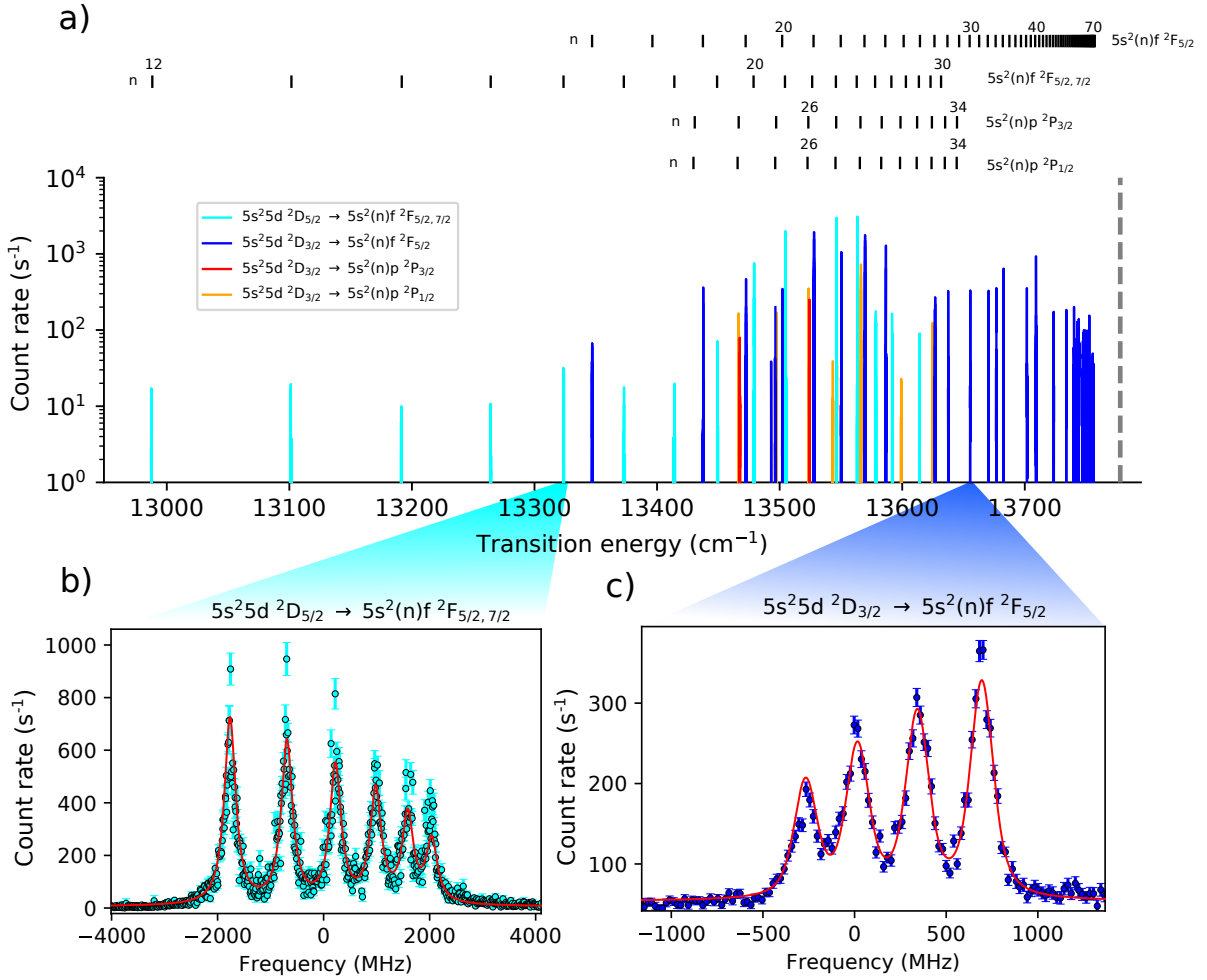 a)
20 30 40 70
n 5s²(n)f ²F5/2
12 20 30
n 5s²(n)f ²F5/2, 7/2
26 34
n 5s²(n)p ²P3/2
26 34
n 5s²(n)p ²P1/2
10⁴
10³
10²
10¹
10⁰
Count rate (s⁻¹)
5s²5d ²D5/2 → 5s²(n)f ²F5/2, 7/2
5s²5d ²D3/2 → 5s²(n)f ²F5/2
5s²5d ²D3/2 → 5s²(n)p ²P3/2
5s²5d ²D3/2 → 5s²(n)p ²P1/2
13000 13100 13200 13300 13400 13500 13600 13700
Transition energy (cm⁻¹)
b)
5s²5d ²D5/2 → 5s²(n)f ²F5/2, 7/2
1000
800
600
400
200
0
Count rate (s⁻¹)
−4000 −2000 0 2000 4000
Frequency (MHz)
c)
5s²5d ²D3/2 → 5s²(n)f ²F5/2
300
200
100
Count rate (s⁻¹)
−1000 −500 0 500 1000
Frequency (MHz)